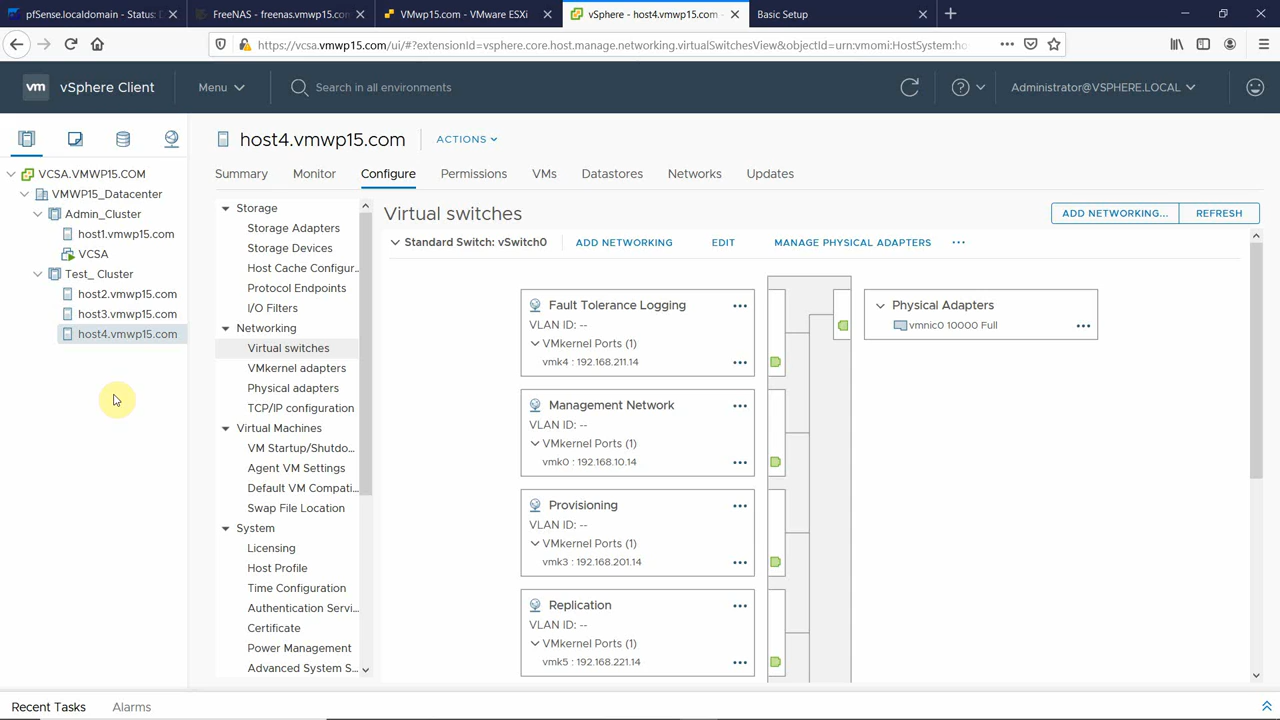 pfSense.localdomain - Status: D
FreeNAS - freenas.vmwp15.com
VMwp15.com - VMware ESXi
vSphere - host4.vmwp15.com -
Basic Setup
https://vcsa.vmwp15.com/ui/#?extensionId=vsphere.core.host.manage.networking.virtualSwitchesView&objectId=urn:vmomi:HostSystem:ho
vm vSphere Client
Menu
Search in all environments
Administrator@VSPHERE.LOCAL
VCSA.VMWP15.COM
VMWP15_Datacenter
Admin_Cluster
host1.vmwp15.com
VCSA
Test_ Cluster
host2.vmwp15.com
host3.vmwp15.com
host4.vmwp15.com
host4.vmwp15.com
ACTIONS
Summary Monitor Configure Permissions VMs Datastores Networks Updates
Storage
Storage Adapters
Storage Devices
Host Cache Configur...
Protocol Endpoints
I/O Filters
Networking
Virtual switches
VMkernel adapters
Physical adapters
TCP/IP configuration
Virtual Machines
VM Startup/Shutdo...
Agent VM Settings
Default VM Compati...
Swap File Location
System
Licensing
Host Profile
Time Configuration
Authentication Servi...
Certificate
Power Management
Advanced System S...
Virtual switches
ADD NETWORKING...
REFRESH
Standard Switch: vSwitch0
ADD NETWORKING
EDIT
MANAGE PHYSICAL ADAPTERS
...
Fault Tolerance Logging
VLAN ID: --
VMkernel Ports (1)
vmk4 : 192.168.211.14
Management Network
VLAN ID: --
VMkernel Ports (1)
vmk0 : 192.168.10.14
Provisioning
VLAN ID: --
VMkernel Ports (1)
vmk3 : 192.168.201.14
Replication
VLAN ID: --
VMkernel Ports (1)
vmk5 : 192.168.221.14
Physical Adapters
vmnic0 10000 Full
Recent Tasks
Alarms